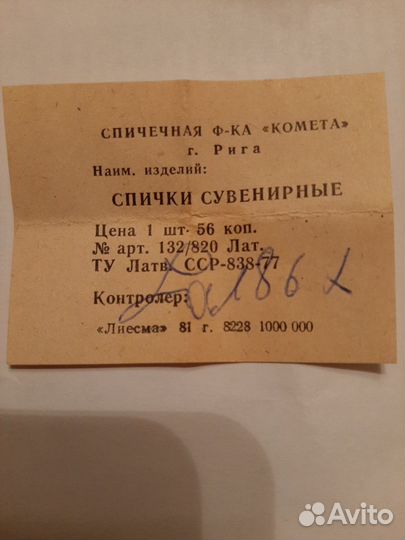 СПИЧЕЧНАЯ Ф-КА «КОМЕТА»
г. Рига
Наим. изделий:
СПИЧКИ СУВЕНИРНЫЕ
Цена 1 шт. 56 коп.
№ арт. 132/820 Лат.
ТУ Латв. ССР-838-77
Контролер:
«Лиесма» 81 г. 8228 1000 000
Avito